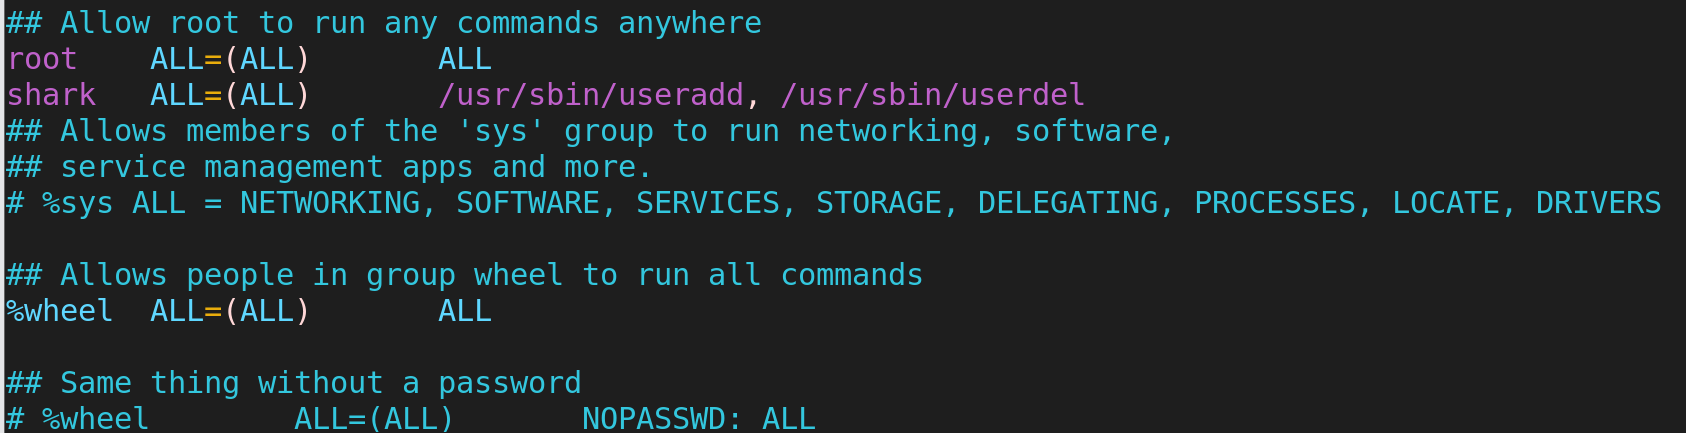 ## Allow root to run any commands anywhere
root    ALL=(ALL)       ALL
shark   ALL=(ALL)       /usr/sbin/useradd, /usr/sbin/userdel
## Allows members of the 'sys' group to run networking, software,
## service management apps and more.
# %sys ALL = NETWORKING, SOFTWARE, SERVICES, STORAGE, DELEGATING, PROCESSES, LOCATE, DRIVERS
## Allows people in group wheel to run all commands
%wheel  ALL=(ALL)       ALL
## Same thing without a password
# %wheel        ALL=(ALL)       NOPASSWD: ALL